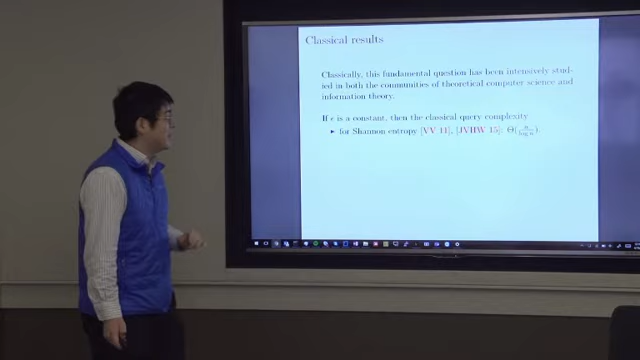 Classical results
Classically, this fundamental question has been intensively stud-
ied in both the communities of theoretical computer science and
information theory.
If ϵ is a constant, then the classical query complexity
▸ for Shannon entropy [VV 11], [JVHW 15]: Θ(n/log n).